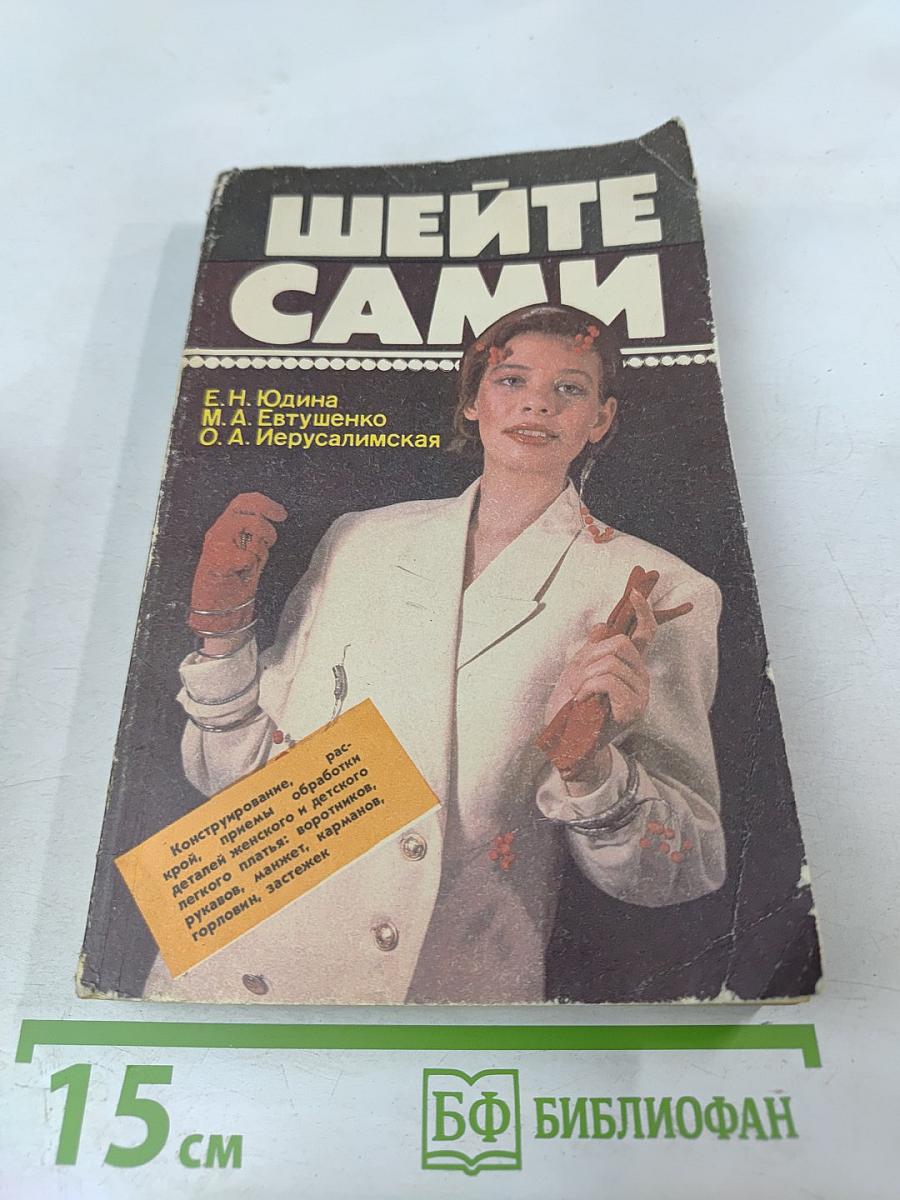 ШЕЙТЕ
САМИ
Е. Н. Юдина
М. А. Евтушенко
О. А. Иерусалимская
Конструирование, рас-
крой, приемы обработки
деталей женского и детского
легкого платья: воротников,
рукавов, манжет, карманов,
горловин, застежек
15 см
БФ БИБЛИОФАН